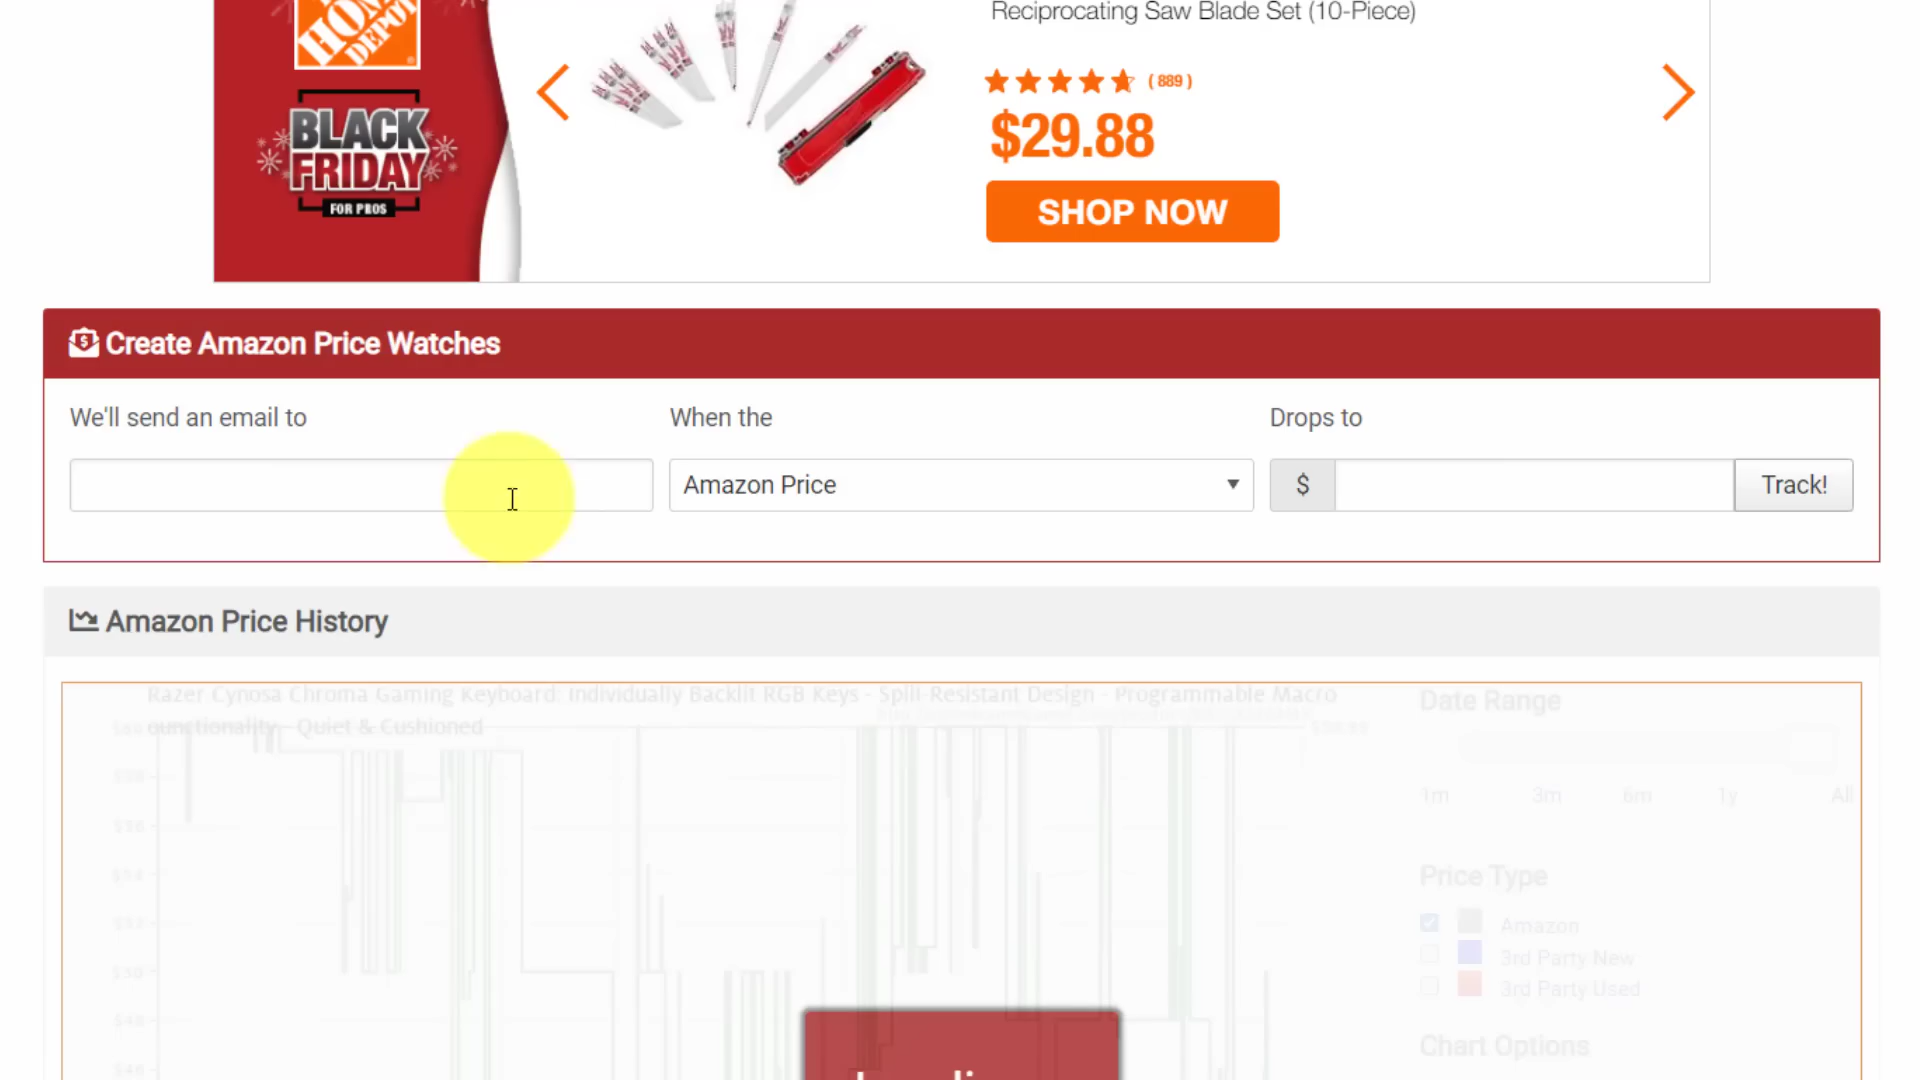 HOME
DEPOT
Reciprocating Saw Blade Set (10-Piece)
(889)
BLACK
FRIDAY
FOR PROS
$29.88
SHOP NOW
Create Amazon Price Watches
We'll send an email to
When the
Drops to
Amazon Price
$
Track!
Amazon Price History
Razer Cynosa Chroma Gaming Keyboard: Individually Backlit RGB Keys - Spill-Resistant Design - Programmable Macro
Functionality - Quiet & Cushioned
Date Range
1m 3m 6m 1y All
Price Type
Amazon
3rd Party New
3rd Party Used
Chart Options